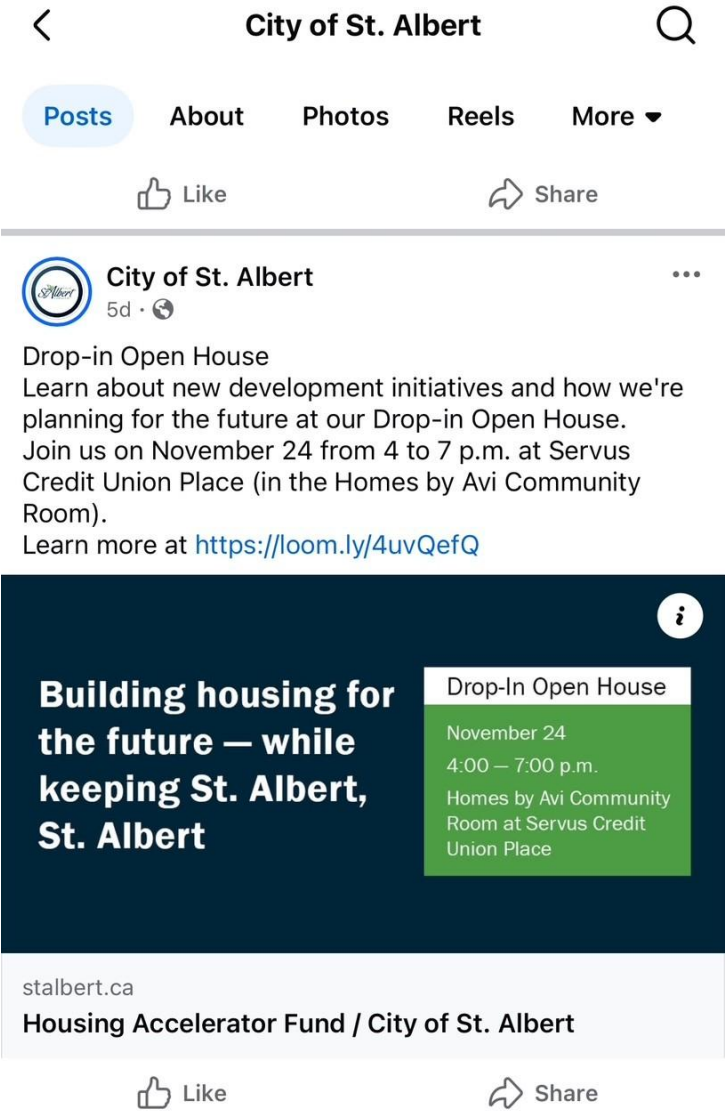 City of St. Albert
Posts About Photos Reels More
Like Share
City of St. Albert
St. Albert
5d ·
Drop-in Open House
Learn about new development initiatives and how we're
planning for the future at our Drop-in Open House.
Join us on November 24 from 4 to 7 p.m. at Servus
Credit Union Place (in the Homes by Avi Community
Room).
Learn more at https://loom.ly/4uvQefQ
i
Building housing for
the future — while
keeping St. Albert,
St. Albert
Drop-In Open House
November 24
4:00 — 7:00 p.m.
Homes by Avi Community
Room at Servus Credit
Union Place
stalbert.ca
Housing Accelerator Fund / City of St. Albert
Like Share